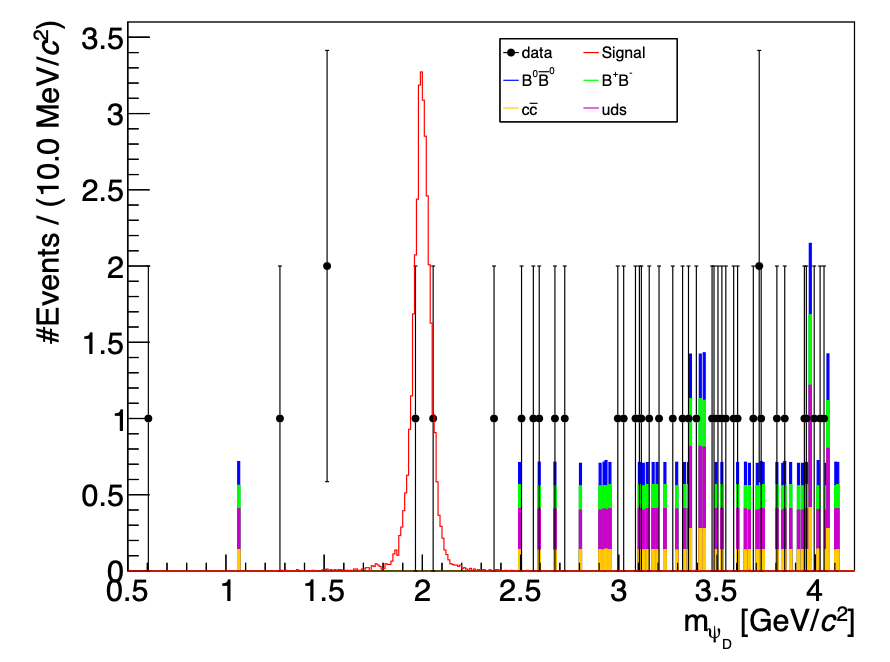 #Events / (10.0 MeV/c²)
3.5
3
2.5
2
1.5
1
0.5
0
data Signal
B⁰B̅⁰ B⁺B⁻
cc̅ uds
0.5 1 1.5 2 2.5 3 3.5 4
m_ψ_D [GeV/c²]